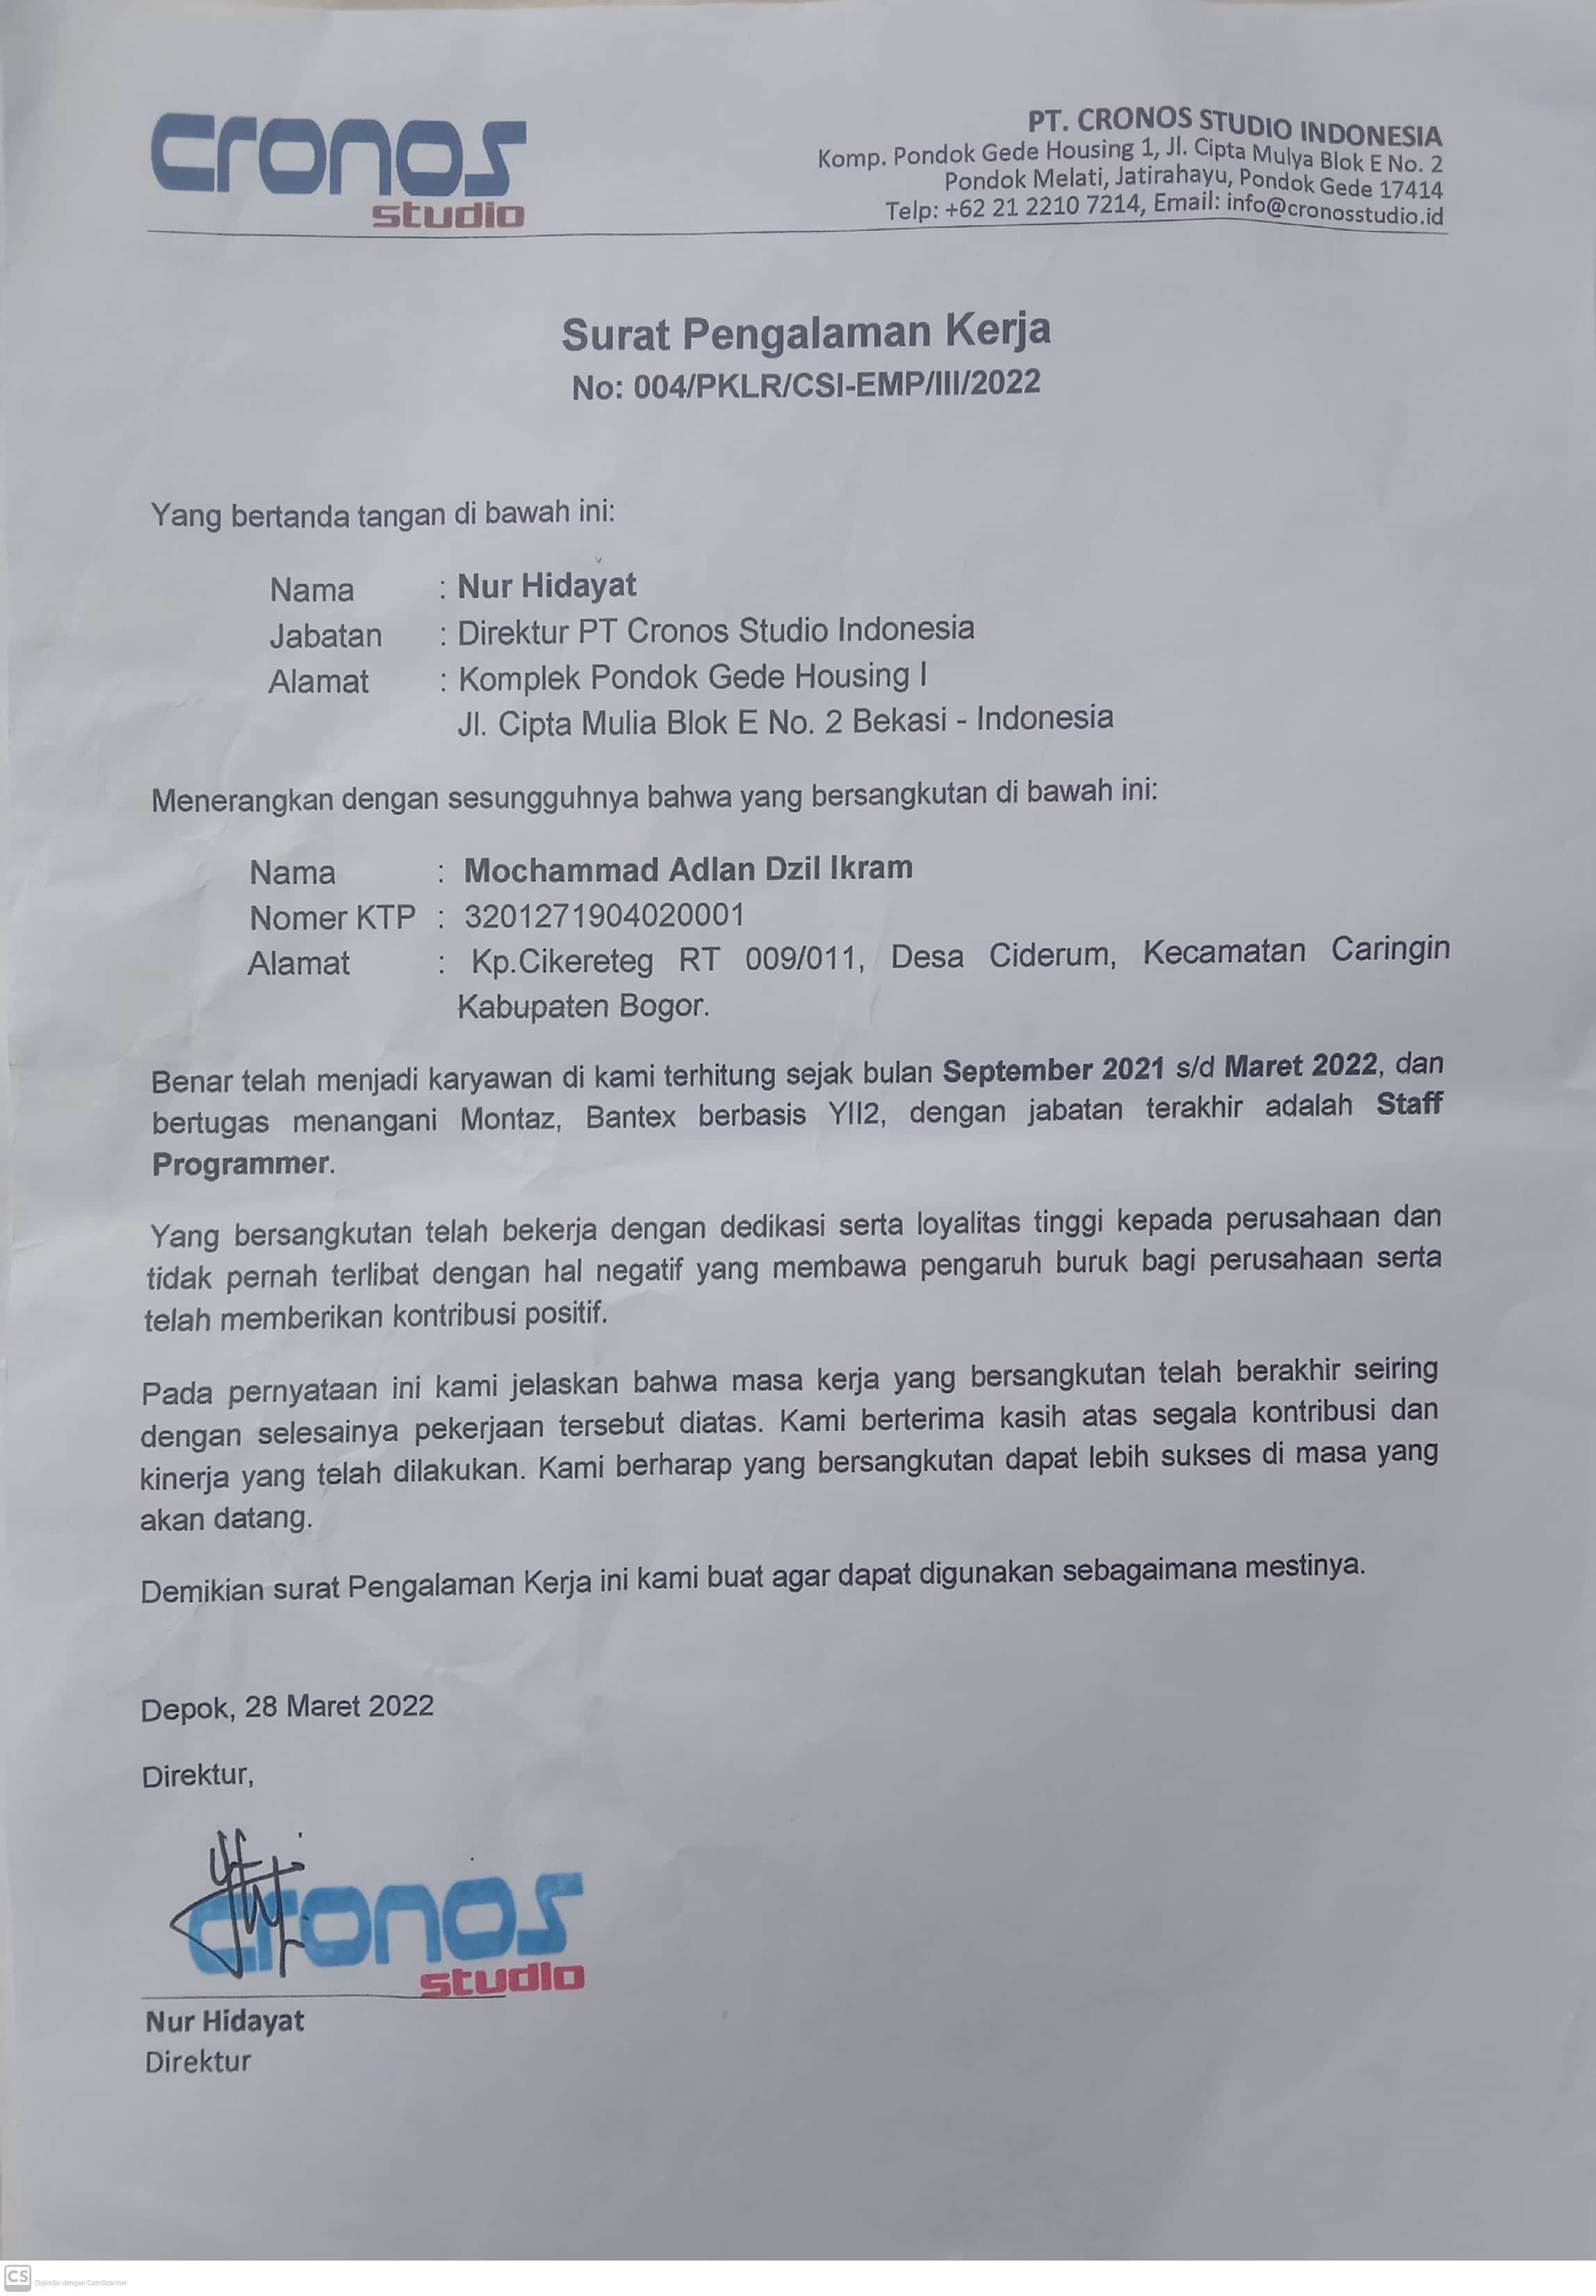 cronos
studio
PT. CRONOS STUDIO INDONESIA
Komp. Pondok Gede Housing 1, Jl. Cipta Mulya Blok E No. 2
Pondok Melati, Jatirahayu, Pondok Gede 17414
Telp: +62 21 2210 7214, Email: info@cronosstudio.id
Surat Pengalaman Kerja
No: 004/PKLR/CSI-EMP/III/2022
Yang bertanda tangan di bawah ini:
Nama : Nur Hidayat
Jabatan : Direktur PT Cronos Studio Indonesia
Alamat : Komplek Pondok Gede Housing I
Jl. Cipta Mulia Blok E No. 2 Bekasi - Indonesia
Menerangkan dengan sesungguhnya bahwa yang bersangkutan di bawah ini:
Nama : Mochammad Adlan Dzil Ikram
Nomer KTP : 3201271904020001
Alamat : Kp.Cikereteg RT 009/011, Desa Ciderum, Kecamatan Caringin
Kabupaten Bogor.
Benar telah menjadi karyawan di kami terhitung sejak bulan September 2021 s/d Maret 2022, dan
bertugas menangani Montaz, Bantex berbasis YII2, dengan jabatan terakhir adalah Staff
Programmer.
Yang bersangkutan telah bekerja dengan dedikasi serta loyalitas tinggi kepada perusahaan dan
tidak pernah terlibat dengan hal negatif yang membawa pengaruh buruk bagi perusahaan serta
telah memberikan kontribusi positif.
Pada pernyataan ini kami jelaskan bahwa masa kerja yang bersangkutan telah berakhir seiring
dengan selesainya pekerjaan tersebut diatas. Kami berterima kasih atas segala kontribusi dan
kinerja yang telah dilakukan. Kami berharap yang bersangkutan dapat lebih sukses di masa yang
akan datang.
Demikian surat Pengalaman Kerja ini kami buat agar dapat digunakan sebagaimana mestinya.
Depok, 28 Maret 2022
Direktur,
cronos
studio
Nur Hidayat
Direktur
CS Dipindai dengan CamScanner